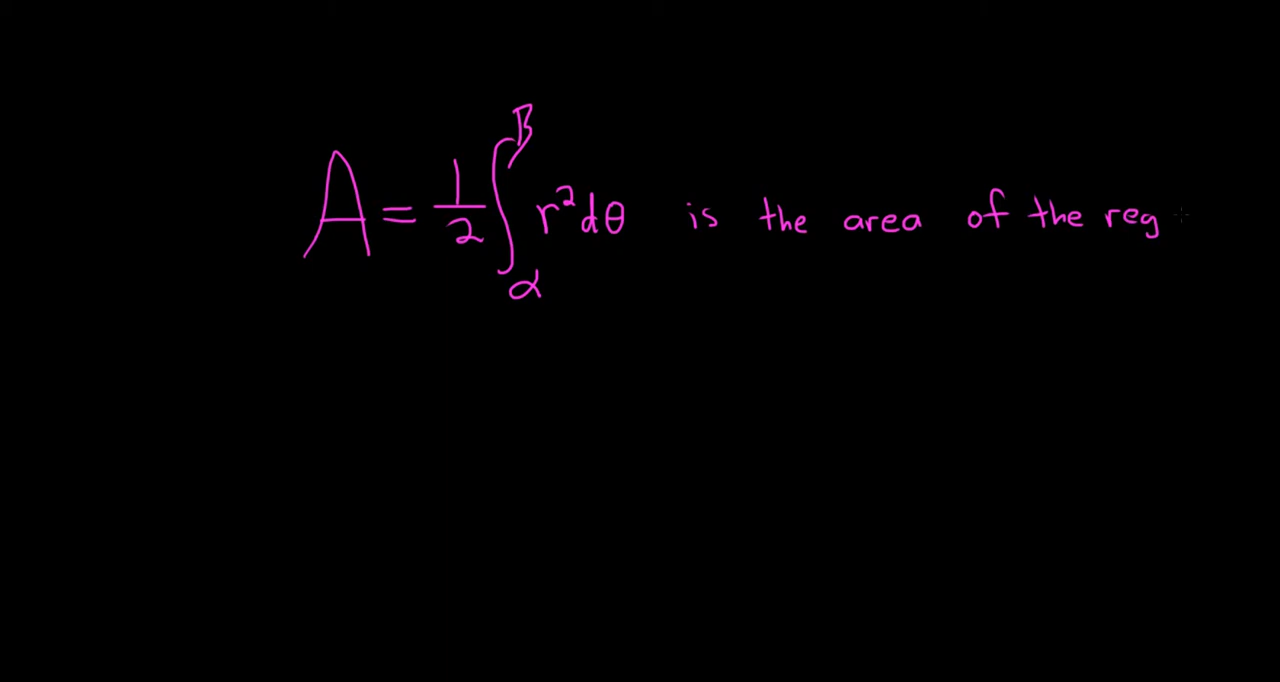 A = 1/2 ∫_α^β r² dθ is the area of the reg